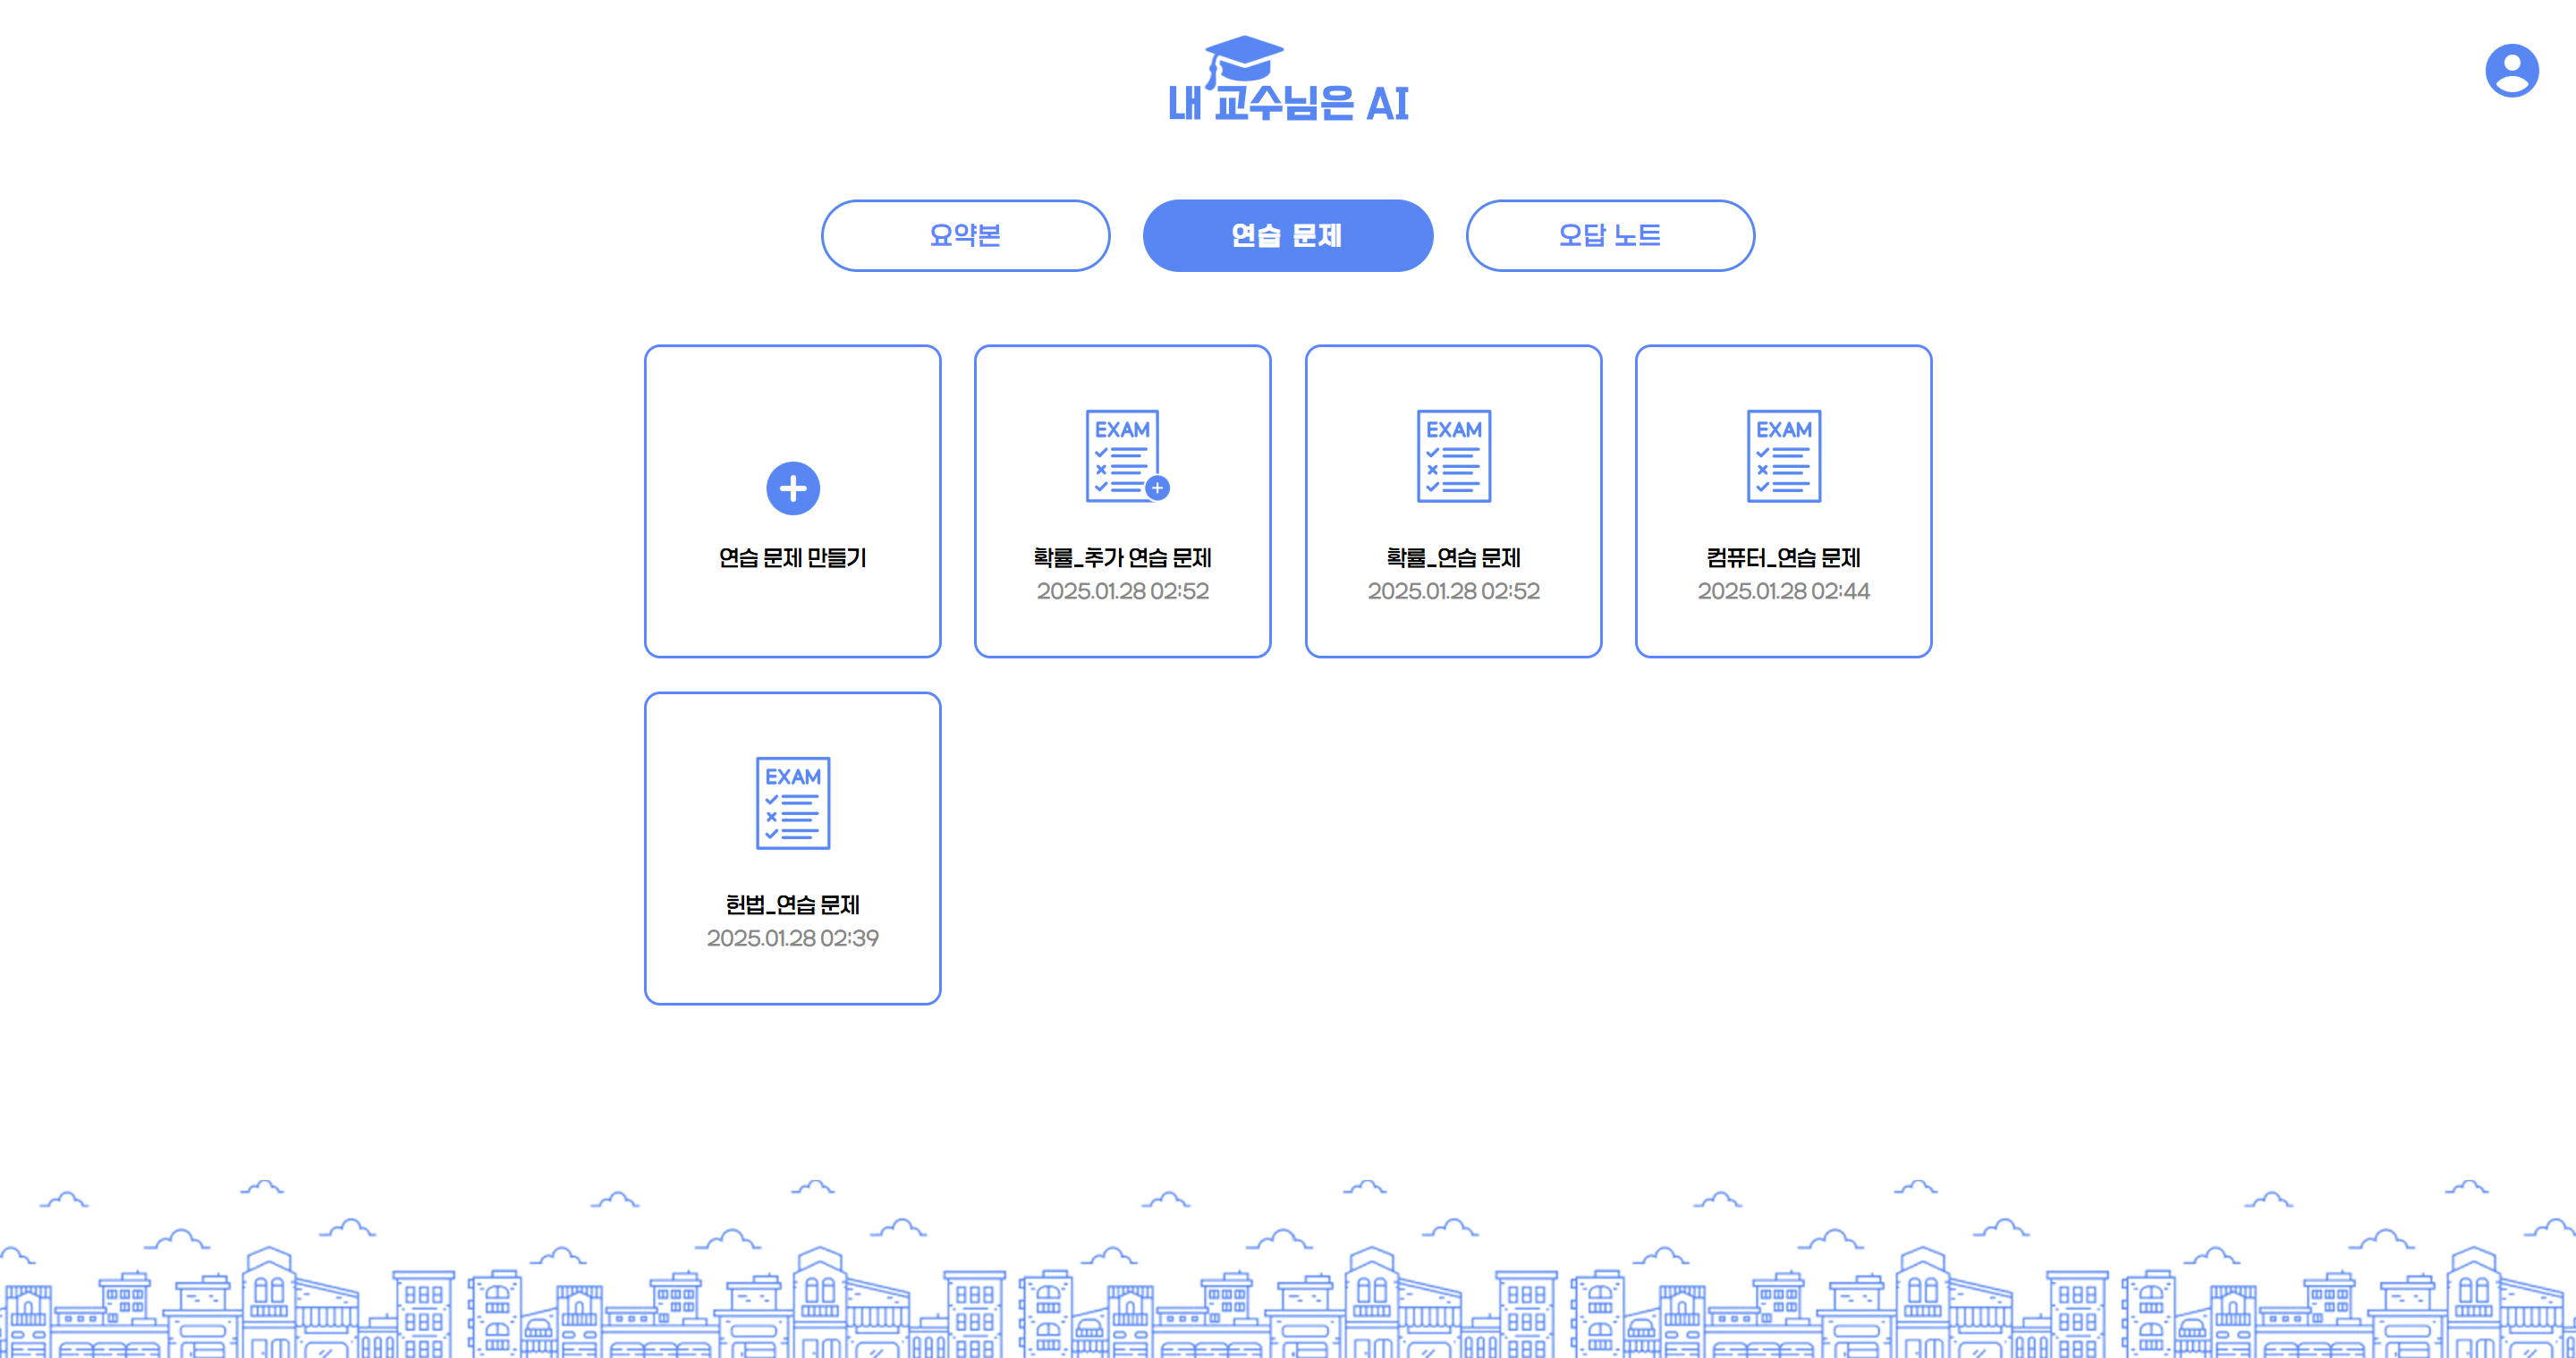 내 교수님은 AI
요약본
연습 문제
오답 노트
연습 문제 만들기
EXAM
확률_추가 연습 문제
2025.01.28 02:52
EXAM
확률_연습 문제
2025.01.28 02:52
EXAM
컴퓨터_연습 문제
2025.01.28 02:44
EXAM
헌법_연습 문제
2025.01.28 02:39